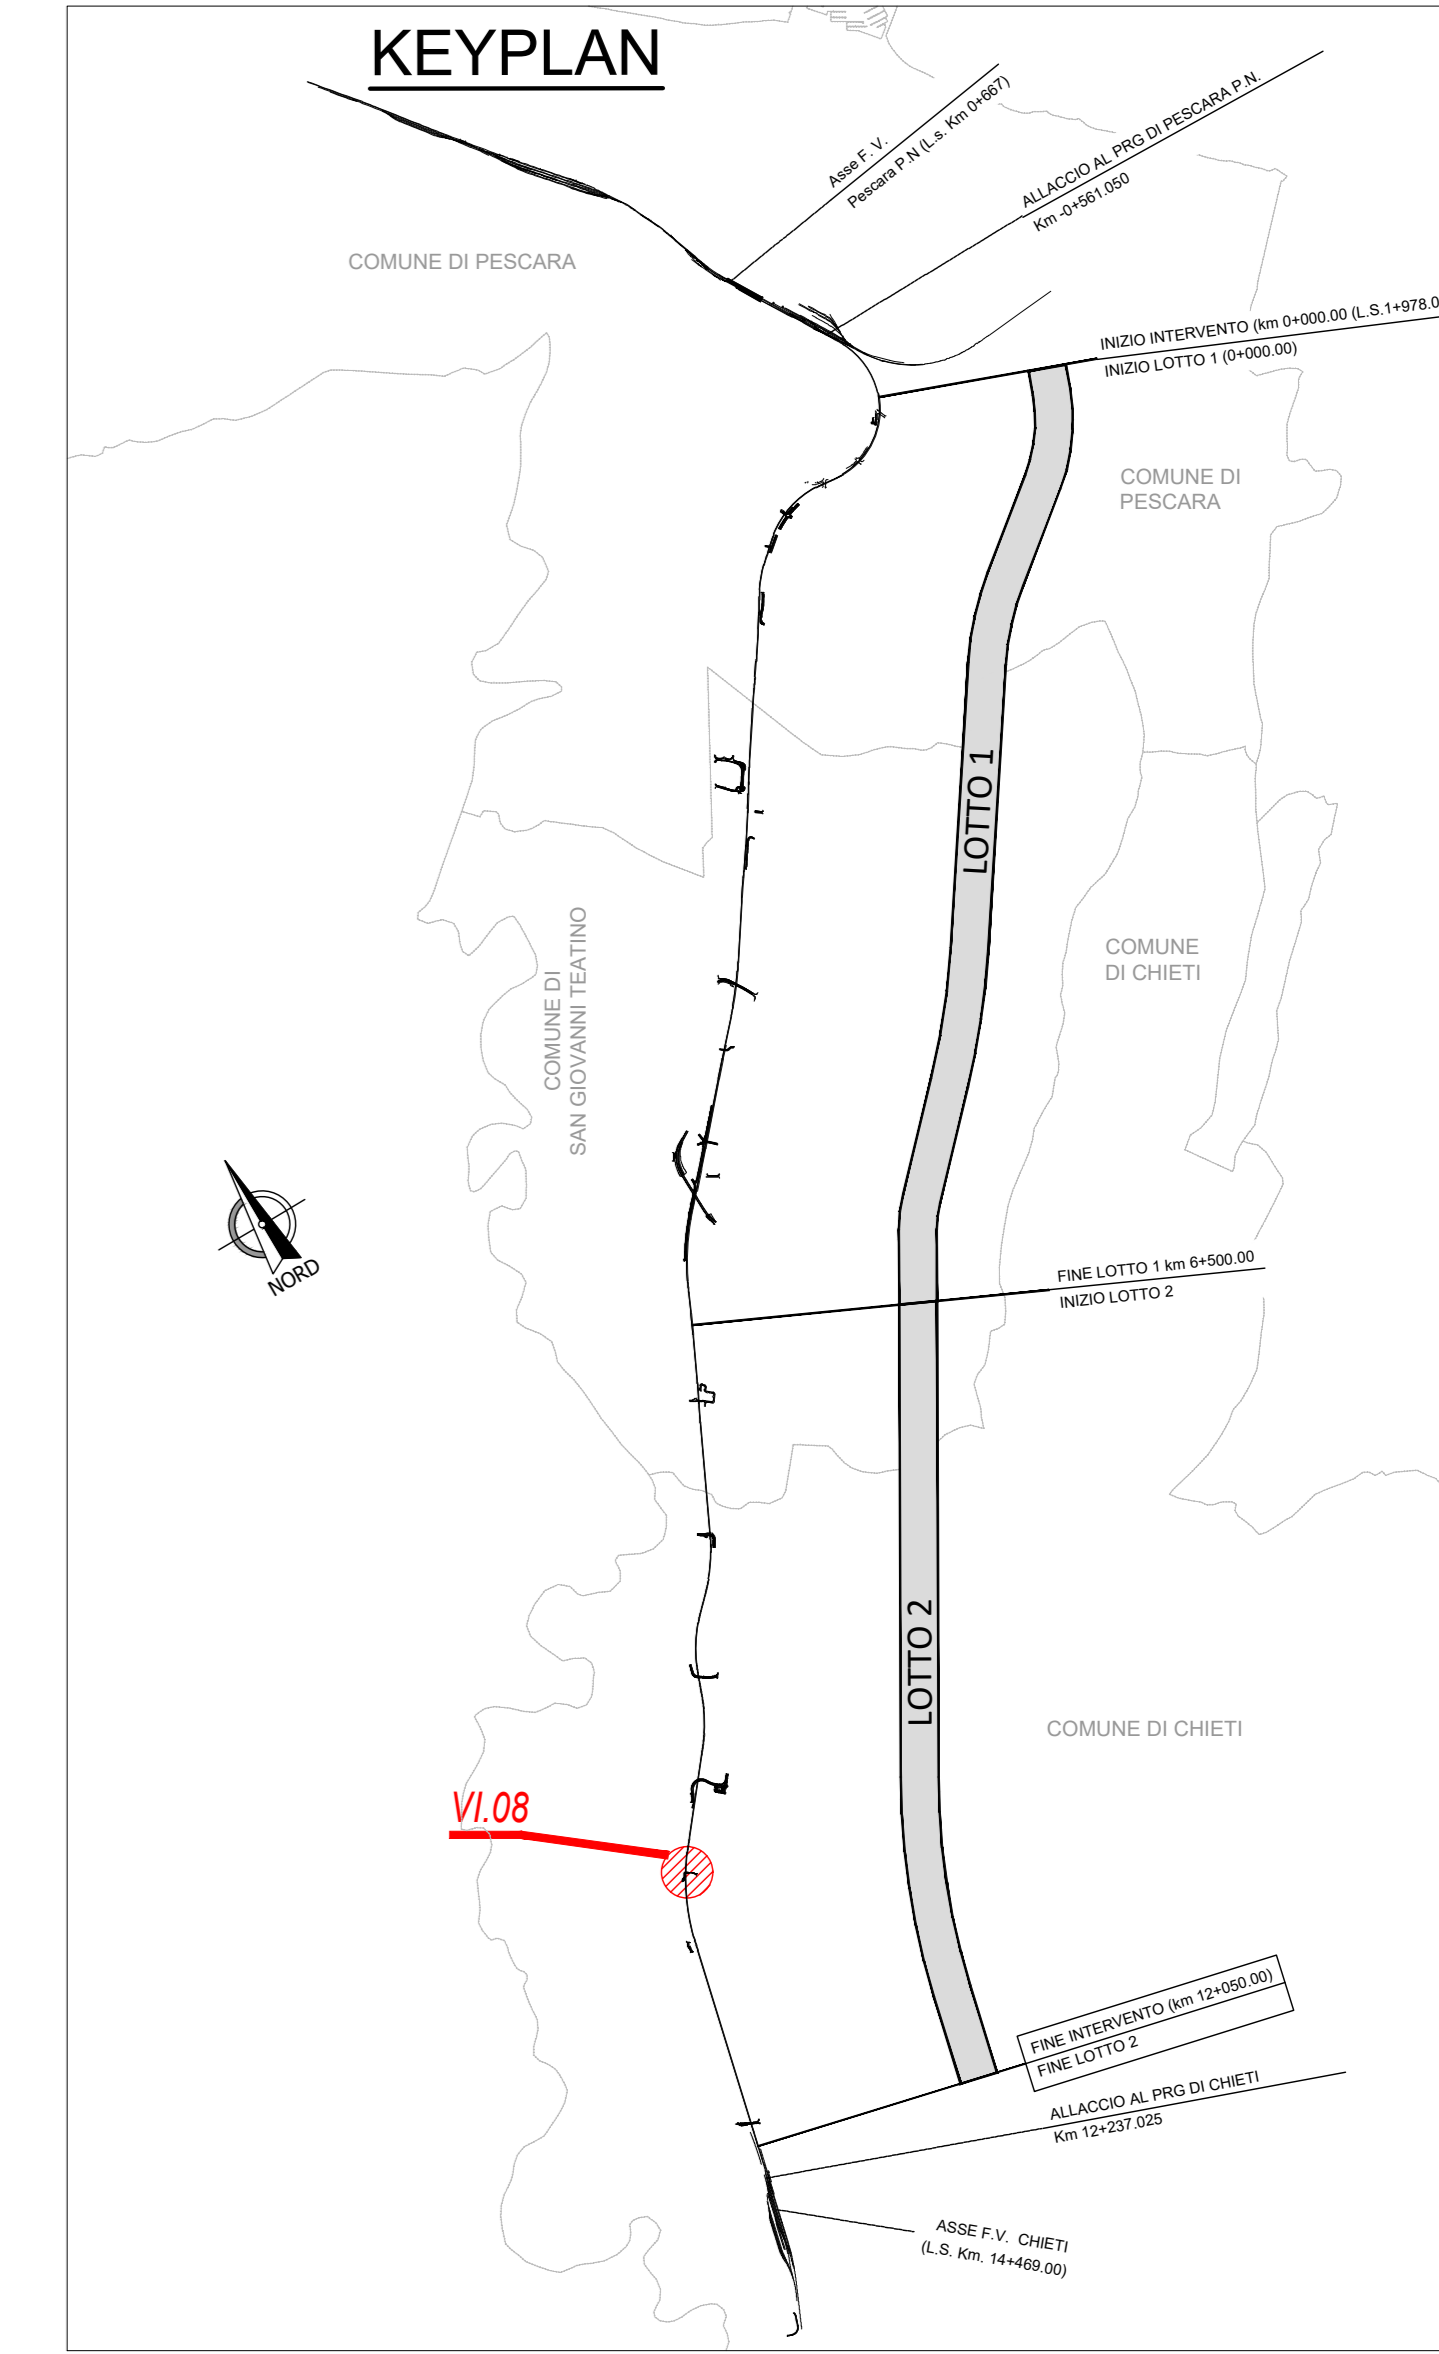 KEYPLAN
Asse F. V.
Pescara P.N (L.s. Km 0+667)
ALLACCIO AL PRG DI PESCARA P.N.
Km -0+561.050
COMUNE DI PESCARA
INIZIO INTERVENTO (km 0+000.00 (L.S.1+978.0
INIZIO LOTTO 1 (0+000.00)
COMUNE DI
PESCARA
LOTTO 1
COMUNE DI
SAN GIOVANNI TEATINO
COMUNE
DI CHIETI
NORD
FINE LOTTO 1 km 6+500.00
INIZIO LOTTO 2
LOTTO 2
COMUNE DI CHIETI
VI.08
FINE INTERVENTO (km 12+050.00)
FINE LOTTO 2
ALLACCIO AL PRG DI CHIETI
Km 12+237.025
ASSE F.V. CHIETI
(L.S. Km. 14+469.00)